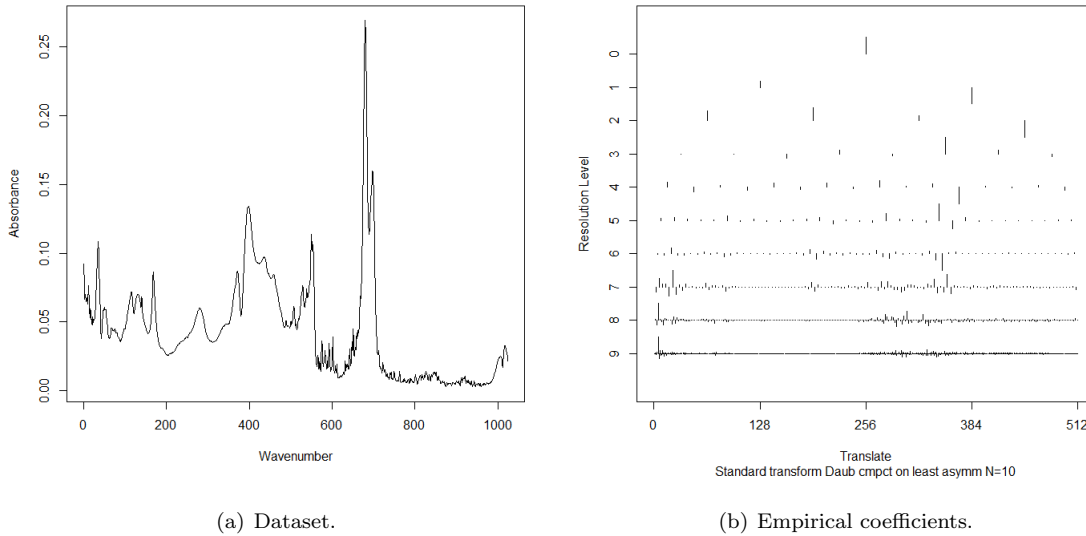 0.25
0.20
0.15
0.10
0.05
0.00
Absorbance
0 200 400 600 800 1000
Wavenumber
(a) Dataset.
0
1
2
3
4
5
6
7
8
9
Resolution Level
0 128 256 384 512
Translate
Standard transform Daub cmpct on least asymm N=10
(b) Empirical coefficients.